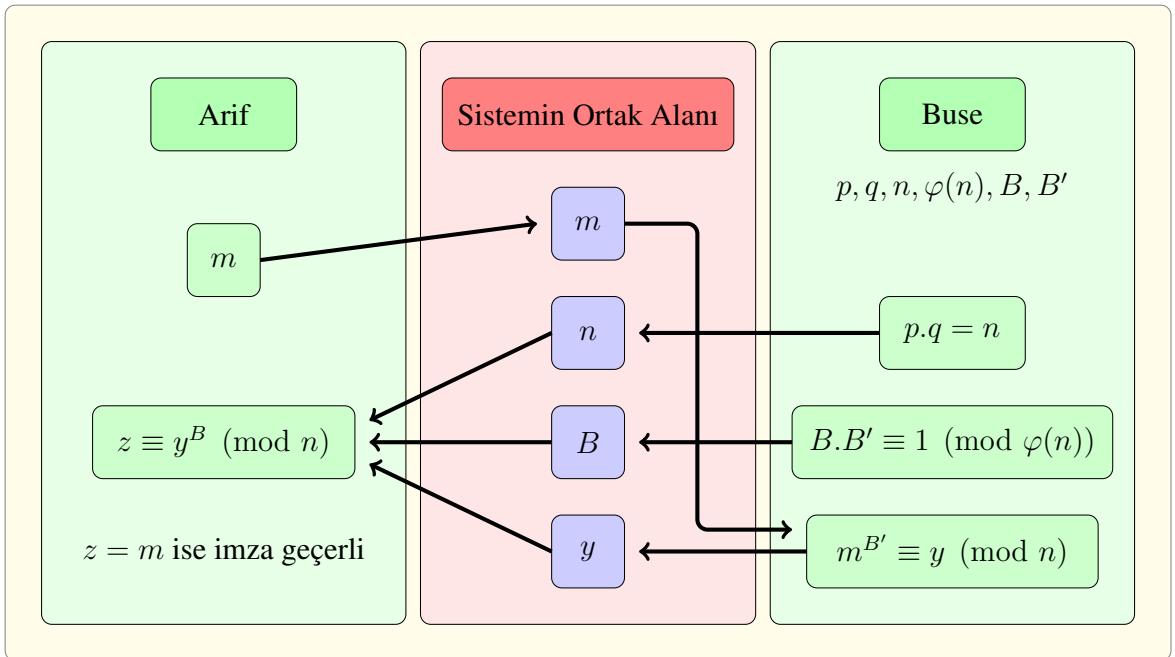 Arif
Sistemin Ortak Alanı
Buse
p, q, n, φ(n), B, B′
m
m
n
p.q = n
z ≡ y^B (mod n)
B
B.B′ ≡ 1 (mod φ(n))
z = m ise imza geçerli
y
m^{B′} ≡ y (mod n)